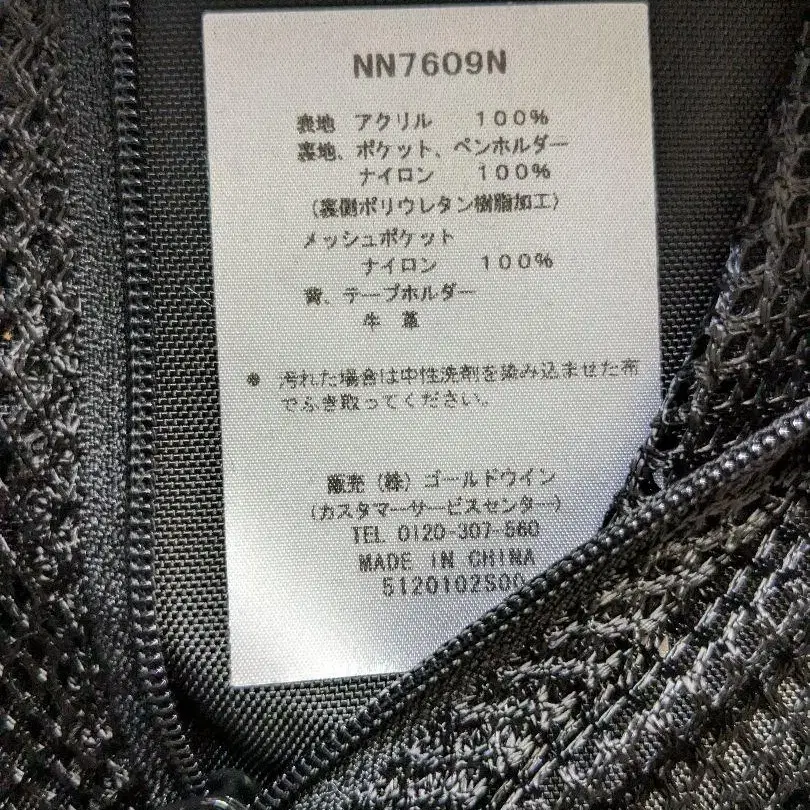 NN7609N
表地 アクリル 100%
裏地、ポケット、ペンホルダー
ナイロン 100%
(裏側ポリウレタン樹脂加工)
メッシュポケット
ナイロン 100%
背、テープホルダー
牛革
● 汚れた場合は中性洗剤を染み込ませた布
でふき取ってください。
販売 (株) ゴールドウイン
(カスタマーサービスセンター)
TEL 0120-307-560
MADE IN CHINA
5120102S00